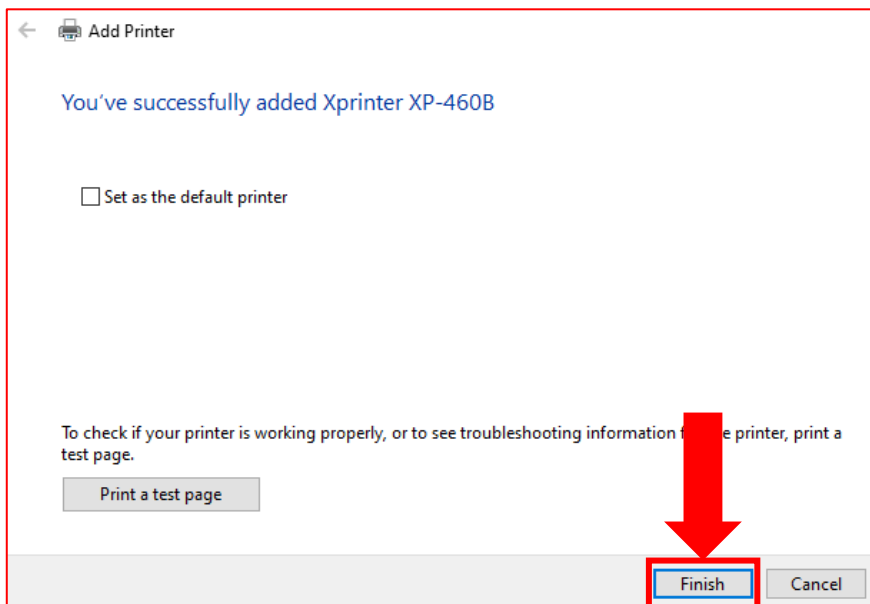 Add Printer
You've successfully added Xprinter XP-460B
Set as the default printer
To check if your printer is working properly, or to see troubleshooting information printer, print a
test page.
Print a test page
Finish Cancel